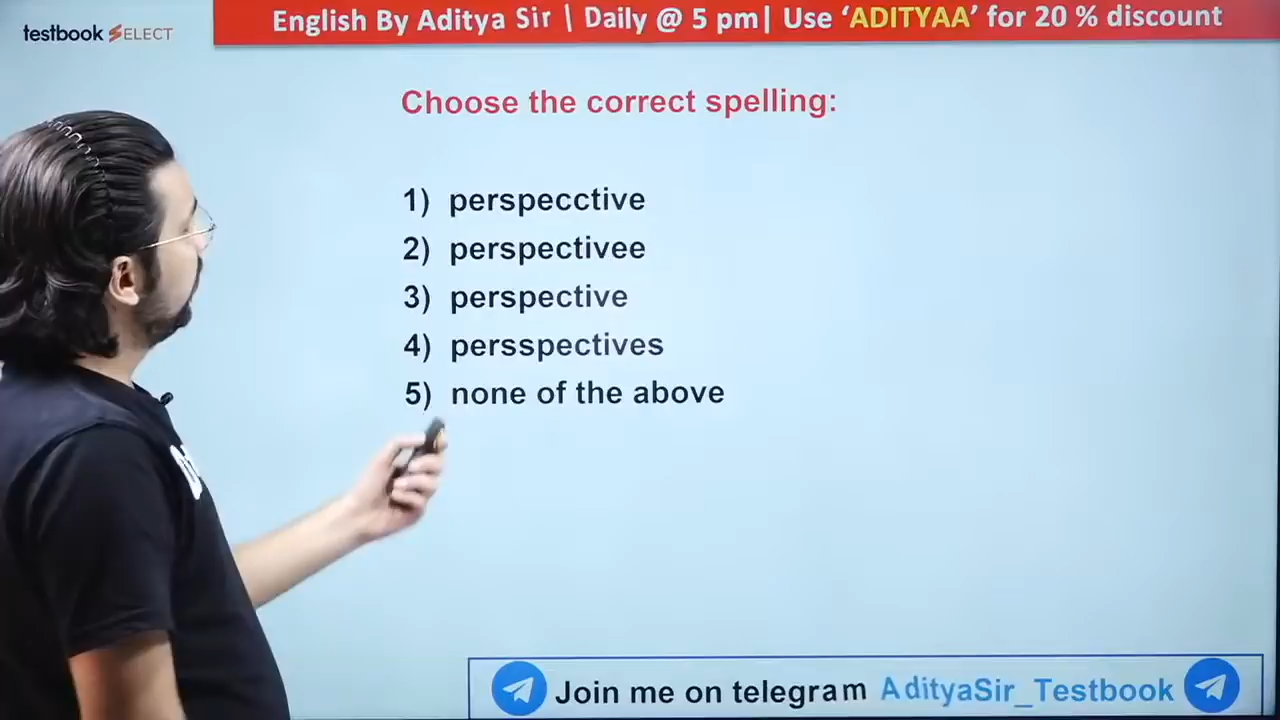 testbook SELECT
English By Aditya Sir | Daily @ 5 pm| Use ‘ADITYAA’ for 20 % discount
Choose the correct spelling:
1) perspecctive
2) perspectivee
3) perspective
4) persspectives
5) none of the above
Join me on telegram AdityaSir_Testbook